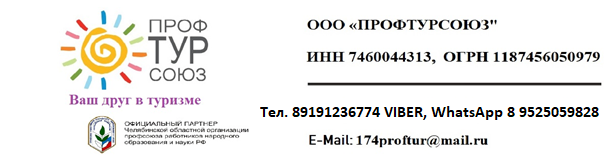 ПРОФ
ТУР
СОЮЗ
Ваш друг в туризме
ОФИЦИАЛЬНЫЙ ПАРТНЕР
Челябинской областной организации
профсоюза работников народного
образования и науки РФ
ООО «ПРОФТУРСОЮЗ"
ИНН 7460044313, ОГРН 1187456050979
Тел. 89191236774 VIBER, WhatsApp 8 9525059828
E-Mail: 174proftur@mail.ru